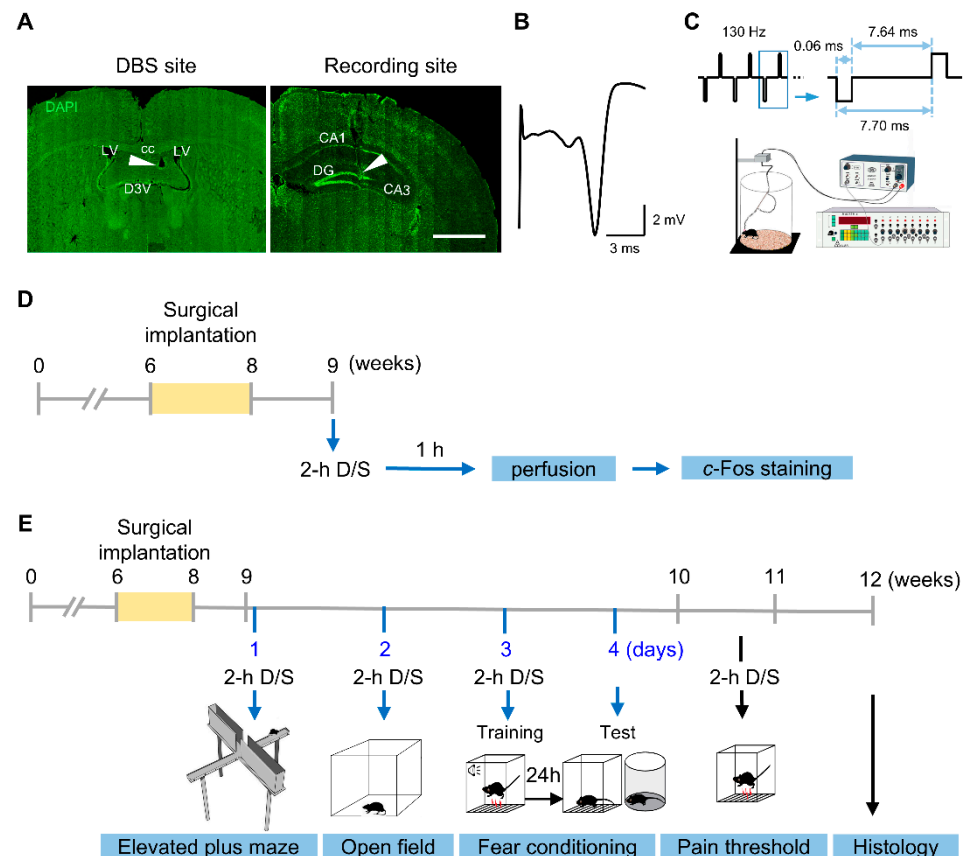 A
DBS site
Recording site
DAPI
LV
cc
LV
D3V
CA1
DG
CA3
B
2 mV
3 ms
C
130 Hz
0.06 ms
7.64 ms
7.70 ms
D
Surgical
implantation
0
6
8
9 (weeks)
2-h D/S
1 h
perfusion
c-Fos staining
E
Surgical
implantation
0
6
8
9
10
11
12 (weeks)
1
2
3
4 (days)
2-h D/S
2-h D/S
2-h D/S
2-h D/S
Training
Test
24h
Elevated plus maze
Open field
Fear conditioning
Pain threshold
Histology